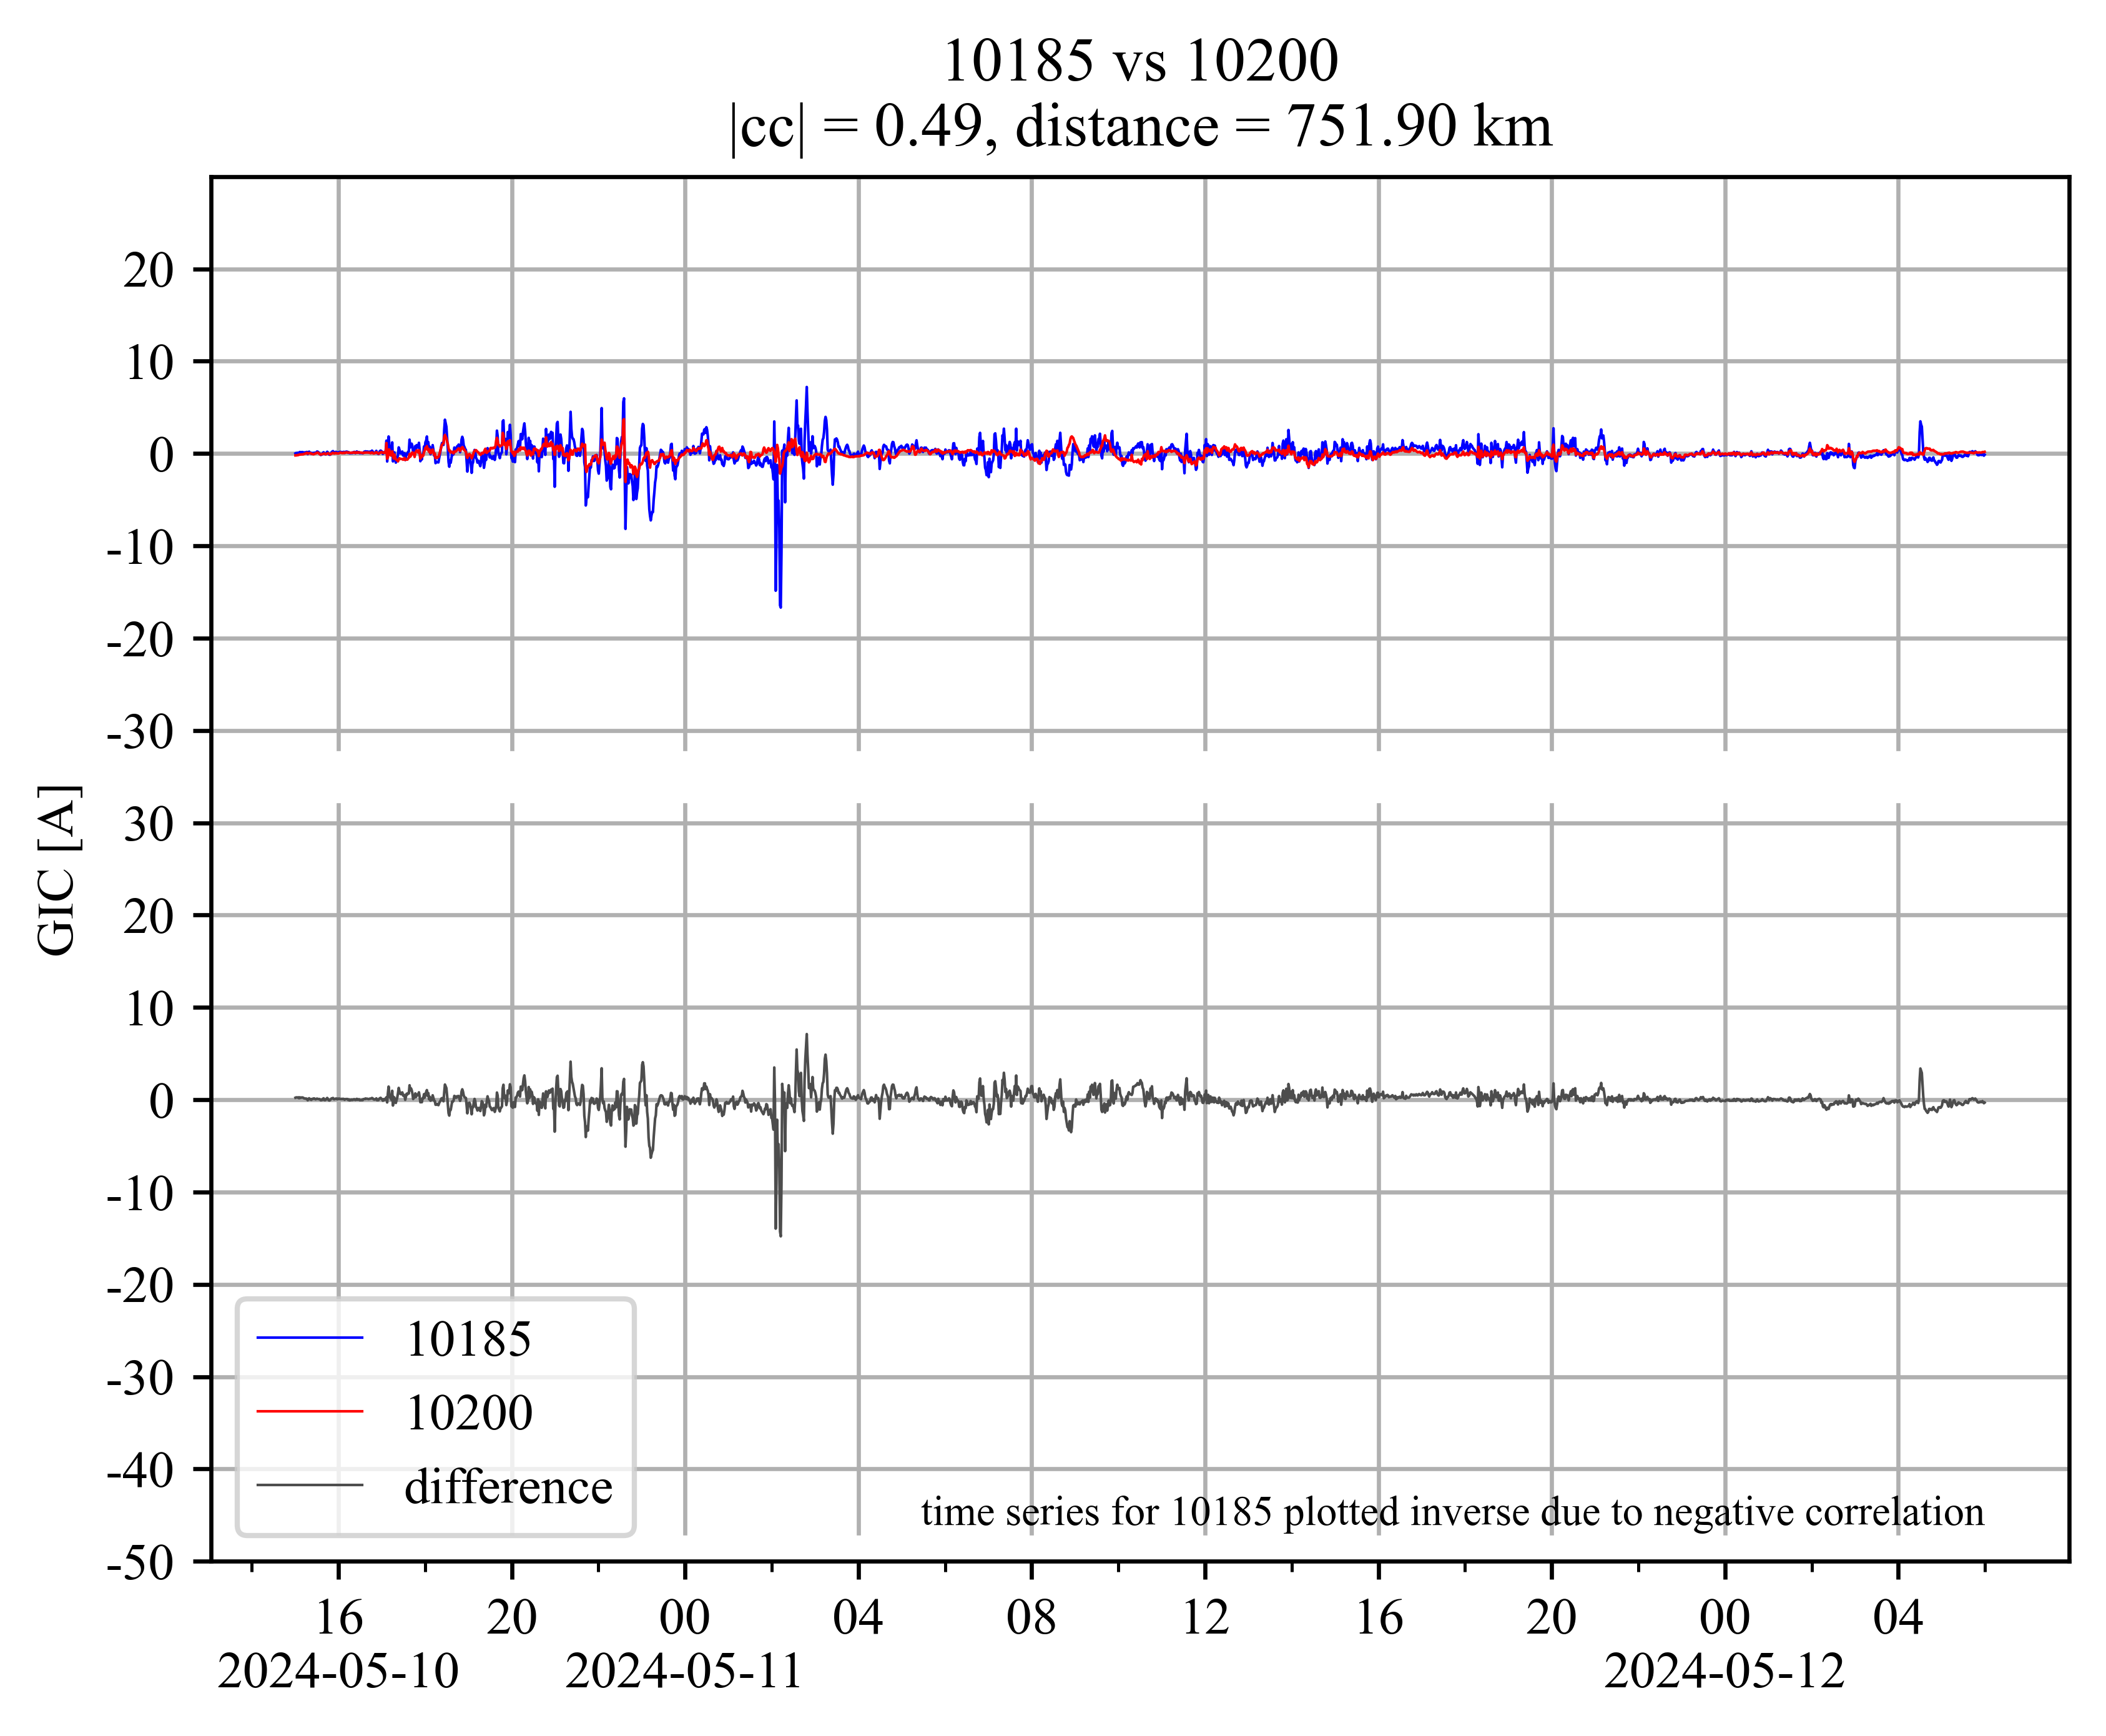 10185 vs 10200
|cc| = 0.49, distance = 751.90 km
20
10
0
-10
-20
-30
30
20
10
0
-10
-20
-30
-40
-50
GIC [A]
10185
10200
difference
time series for 10185 plotted inverse due to negative correlation
16 20 00 04 08 12 16 20 00 04
2024-05-10 2024-05-11 2024-05-12